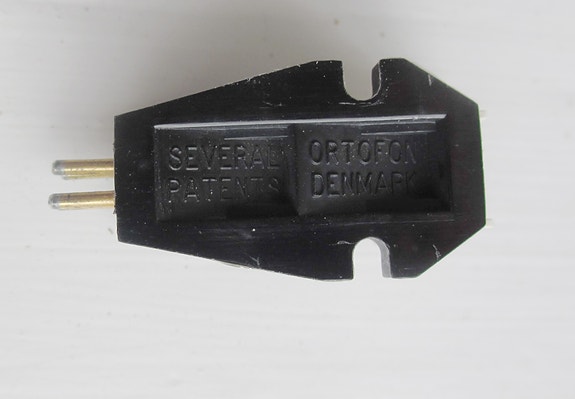 SEVERAL
PATENTS
ORTOFON
DENMARK